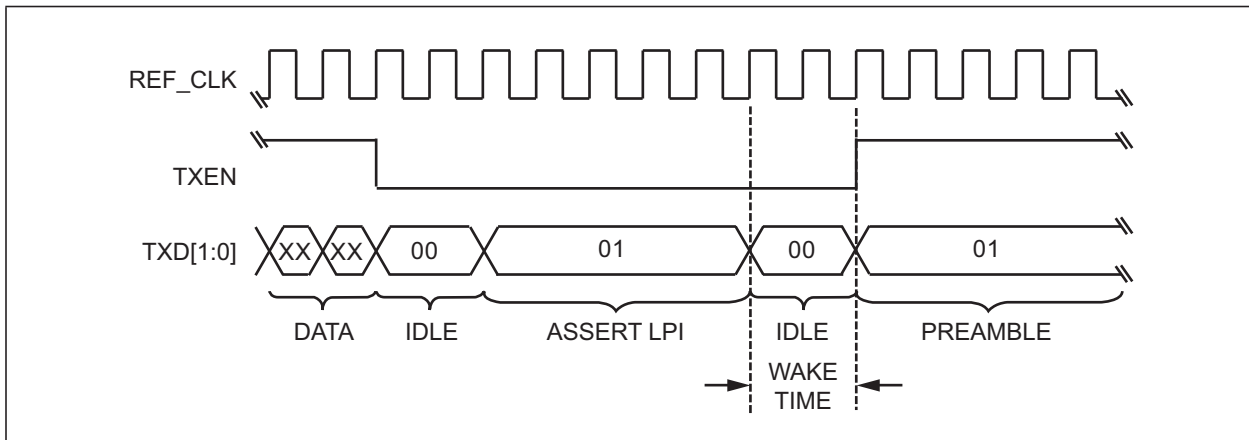 REF_CLK
TXEN
TXD[1:0]
XX
XX
00
01
00
01
DATA
IDLE
ASSERT LPI
IDLE
PREAMBLE
WAKE
TIME